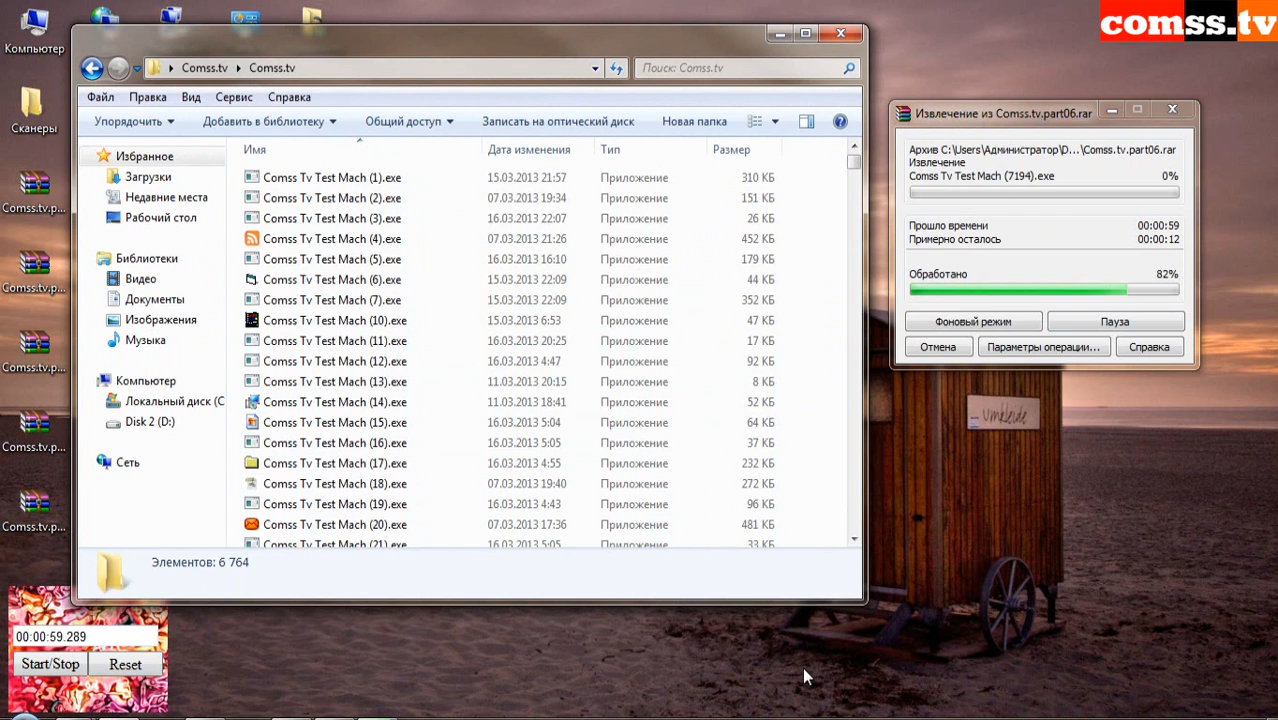 comss.tv
Компьютер
Сканеры
Comss.tv.p...
Comss.tv.p...
Comss.tv.p...
Comss.tv.p...
Comss.tv.p...
Comss.tv
Comss.tv
Поиск: Comss.tv
Файл Правка Вид Сервис Справка
Упорядочить Добавить в библиотеку Общий доступ Записать на оптический диск Новая папка
Избранное
Загрузки
Недавние места
Рабочий стол
Библиотеки
Видео
Документы
Изображения
Музыка
Компьютер
Локальный диск (C
Disk 2 (D:)
Сеть
Имя Дата изменения Тип Размер
Comss Tv Test Mach (1).exe 15.03.2013 21:57 Приложение 310 КБ
Comss Tv Test Mach (2).exe 07.03.2013 19:34 Приложение 151 КБ
Comss Tv Test Mach (3).exe 16.03.2013 22:07 Приложение 26 КБ
Comss Tv Test Mach (4).exe 07.03.2013 21:26 Приложение 452 КБ
Comss Tv Test Mach (5).exe 16.03.2013 16:10 Приложение 179 КБ
Comss Tv Test Mach (6).exe 15.03.2013 22:09 Приложение 44 КБ
Comss Tv Test Mach (7).exe 15.03.2013 22:09 Приложение 352 КБ
Comss Tv Test Mach (10).exe 15.03.2013 6:53 Приложение 47 КБ
Comss Tv Test Mach (11).exe 16.03.2013 20:25 Приложение 17 КБ
Comss Tv Test Mach (12).exe 16.03.2013 4:47 Приложение 92 КБ
Comss Tv Test Mach (13).exe 11.03.2013 20:15 Приложение 8 КБ
Comss Tv Test Mach (14).exe 11.03.2013 18:41 Приложение 52 КБ
Comss Tv Test Mach (15).exe 16.03.2013 5:04 Приложение 64 КБ
Comss Tv Test Mach (16).exe 16.03.2013 5:05 Приложение 37 КБ
Comss Tv Test Mach (17).exe 16.03.2013 4:55 Приложение 232 КБ
Comss Tv Test Mach (18).exe 07.03.2013 19:40 Приложение 272 КБ
Comss Tv Test Mach (19).exe 16.03.2013 4:43 Приложение 96 КБ
Comss Tv Test Mach (20).exe 07.03.2013 17:36 Приложение 481 КБ
Comss Tv Test Mach (21).exe 16.03.2013 5:05 Приложение 33 КБ
Элементов: 6 764
Извлечение из Comss.tv.part06.rar
Архив C:\Users\Администратор\D...\Comss.tv.part06.rar
Извлечение
Comss Tv Test Mach (7194).exe 0%
Прошло времени 00:00:59
Примерно осталось 00:00:12
Обработано 82%
Фоновый режим Пауза
Отмена Параметры операции... Справка
Umkleide
00:00:59.289
Start/Stop Reset